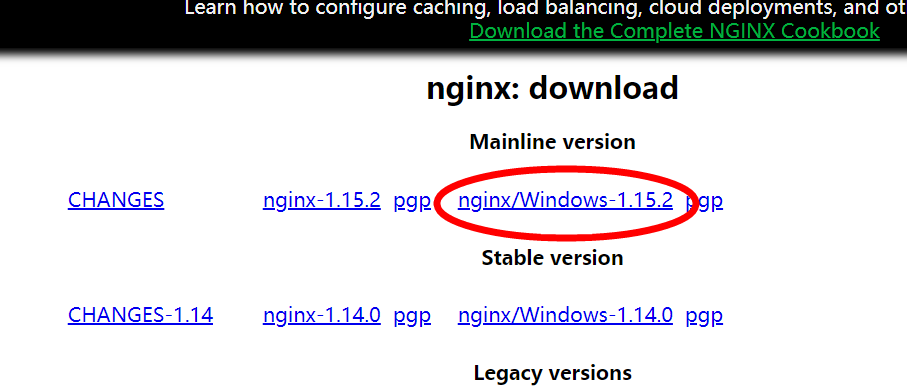 Learn how to configure caching, load balancing, cloud deployments, and ot
Download the Complete NGINX Cookbook
nginx: download
Mainline version
CHANGES nginx-1.15.2 pgp nginx/Windows-1.15.2 pgp
Stable version
CHANGES-1.14 nginx-1.14.0 pgp nginx/Windows-1.14.0 pgp
Legacy versions